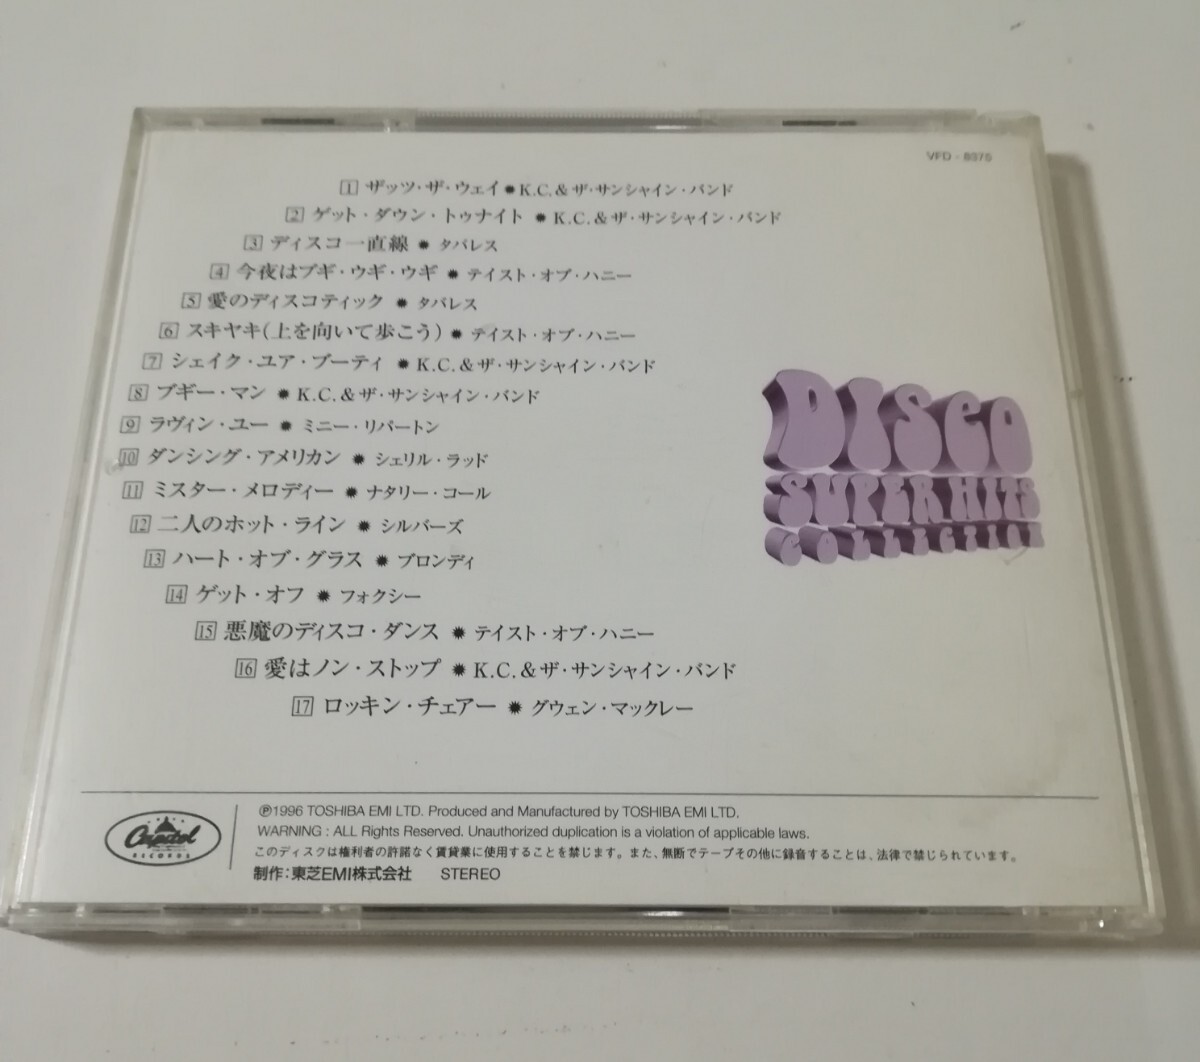 VFD - 8375
1 ザッツ・ザ・ウェイ✹K.C.&ザ・サンシャイン・バンド
2 ゲット・ダウン・トゥナイト ✹ K.C.&ザ・サンシャイン・バンド
3 ディスコ一直線 ✹ タバレス
4 今夜はブギ・ウギ・ウギ ✹ テイスト・オブ・ハニー
5 愛のディスコティック ✹ タバレス
6 スキヤキ(上を向いて歩こう) ✹ テイスト・オブ・ハニー
7 シェイク・ユア・ブーティ ✹ K.C.&ザ・サンシャイン・バンド
8 ブギー・マン ✹ K.C.&ザ・サンシャイン・バンド
9 ラヴィン・ユー ✹ ミニー・リパートン
10 ダンシング・アメリカン ✹ シェリル・ラッド
11 ミスター・メロディー ✹ ナタリー・コール
12 二人のホット・ライン ✹ シルバーズ
13 ハート・オブ・グラス ✹ ブロンディ
14 ゲット・オフ ✹ フォクシー
15 悪魔のディスコ・ダンス ✹ テイスト・オブ・ハニー
16 愛はノン・ストップ ✹ K.C.&ザ・サンシャイン・バンド
17 ロッキン・チェアー ✹ グウェン・マックレー
DISCO
SUPER HITS
COLLECTION
Capitol
RECORDS
Ⓟ1996 TOSHIBA EMI LTD. Produced and Manufactured by TOSHIBA EMI LTD.
WARNING : ALL Rights Reserved. Unauthorized duplication is a violation of applicable laws.
このディスクは権利者の許諾なく賃貸業に使用することを禁じます。また、無断でテープその他に録音することは、法律で禁じられています。
制作:東芝EMI株式会社 STEREO